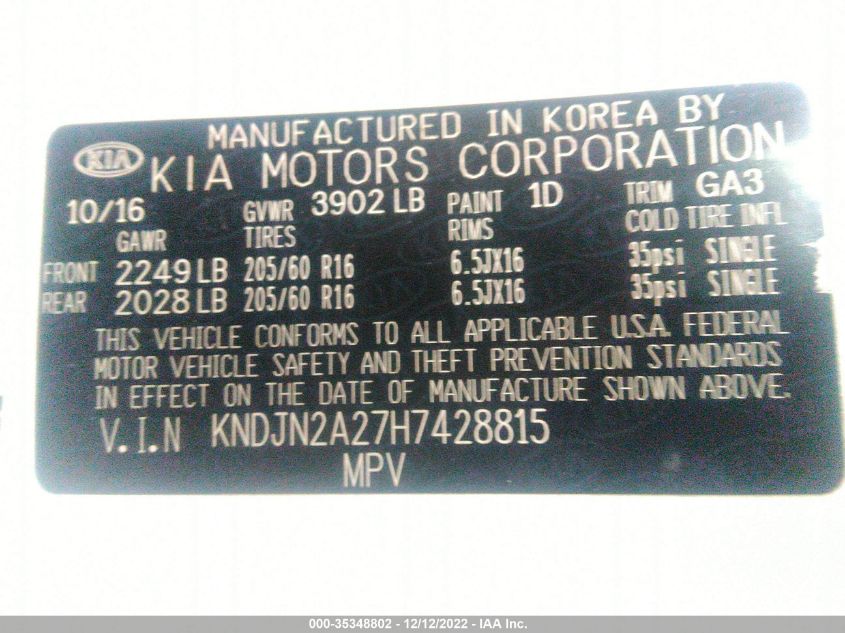 MANUFACTURED IN KOREA BY
KIA KIA MOTORS CORPORATION
10/16 GVWR 3902 LB PAINT 1D TRIM GA3
GAWR TIRES RIMS COLD TIRE INFL
FRONT 2249 LB 205/60 R16 6.5JX16 35psi SINGLE
REAR 2028 LB 205/60 R16 6.5JX16 35psi SINGLE
THIS VEHICLE CONFORMS TO ALL APPLICABLE U.S.A. FEDERAL
MOTOR VEHICLE SAFETY AND THEFT PREVENTION STANDARDS
IN EFFECT ON THE DATE OF MANUFACTURE SHOWN ABOVE.
V.I.N KNDJN2A27H7428815
MPV
000-35348802 - 12/12/2022 - IAA Inc.